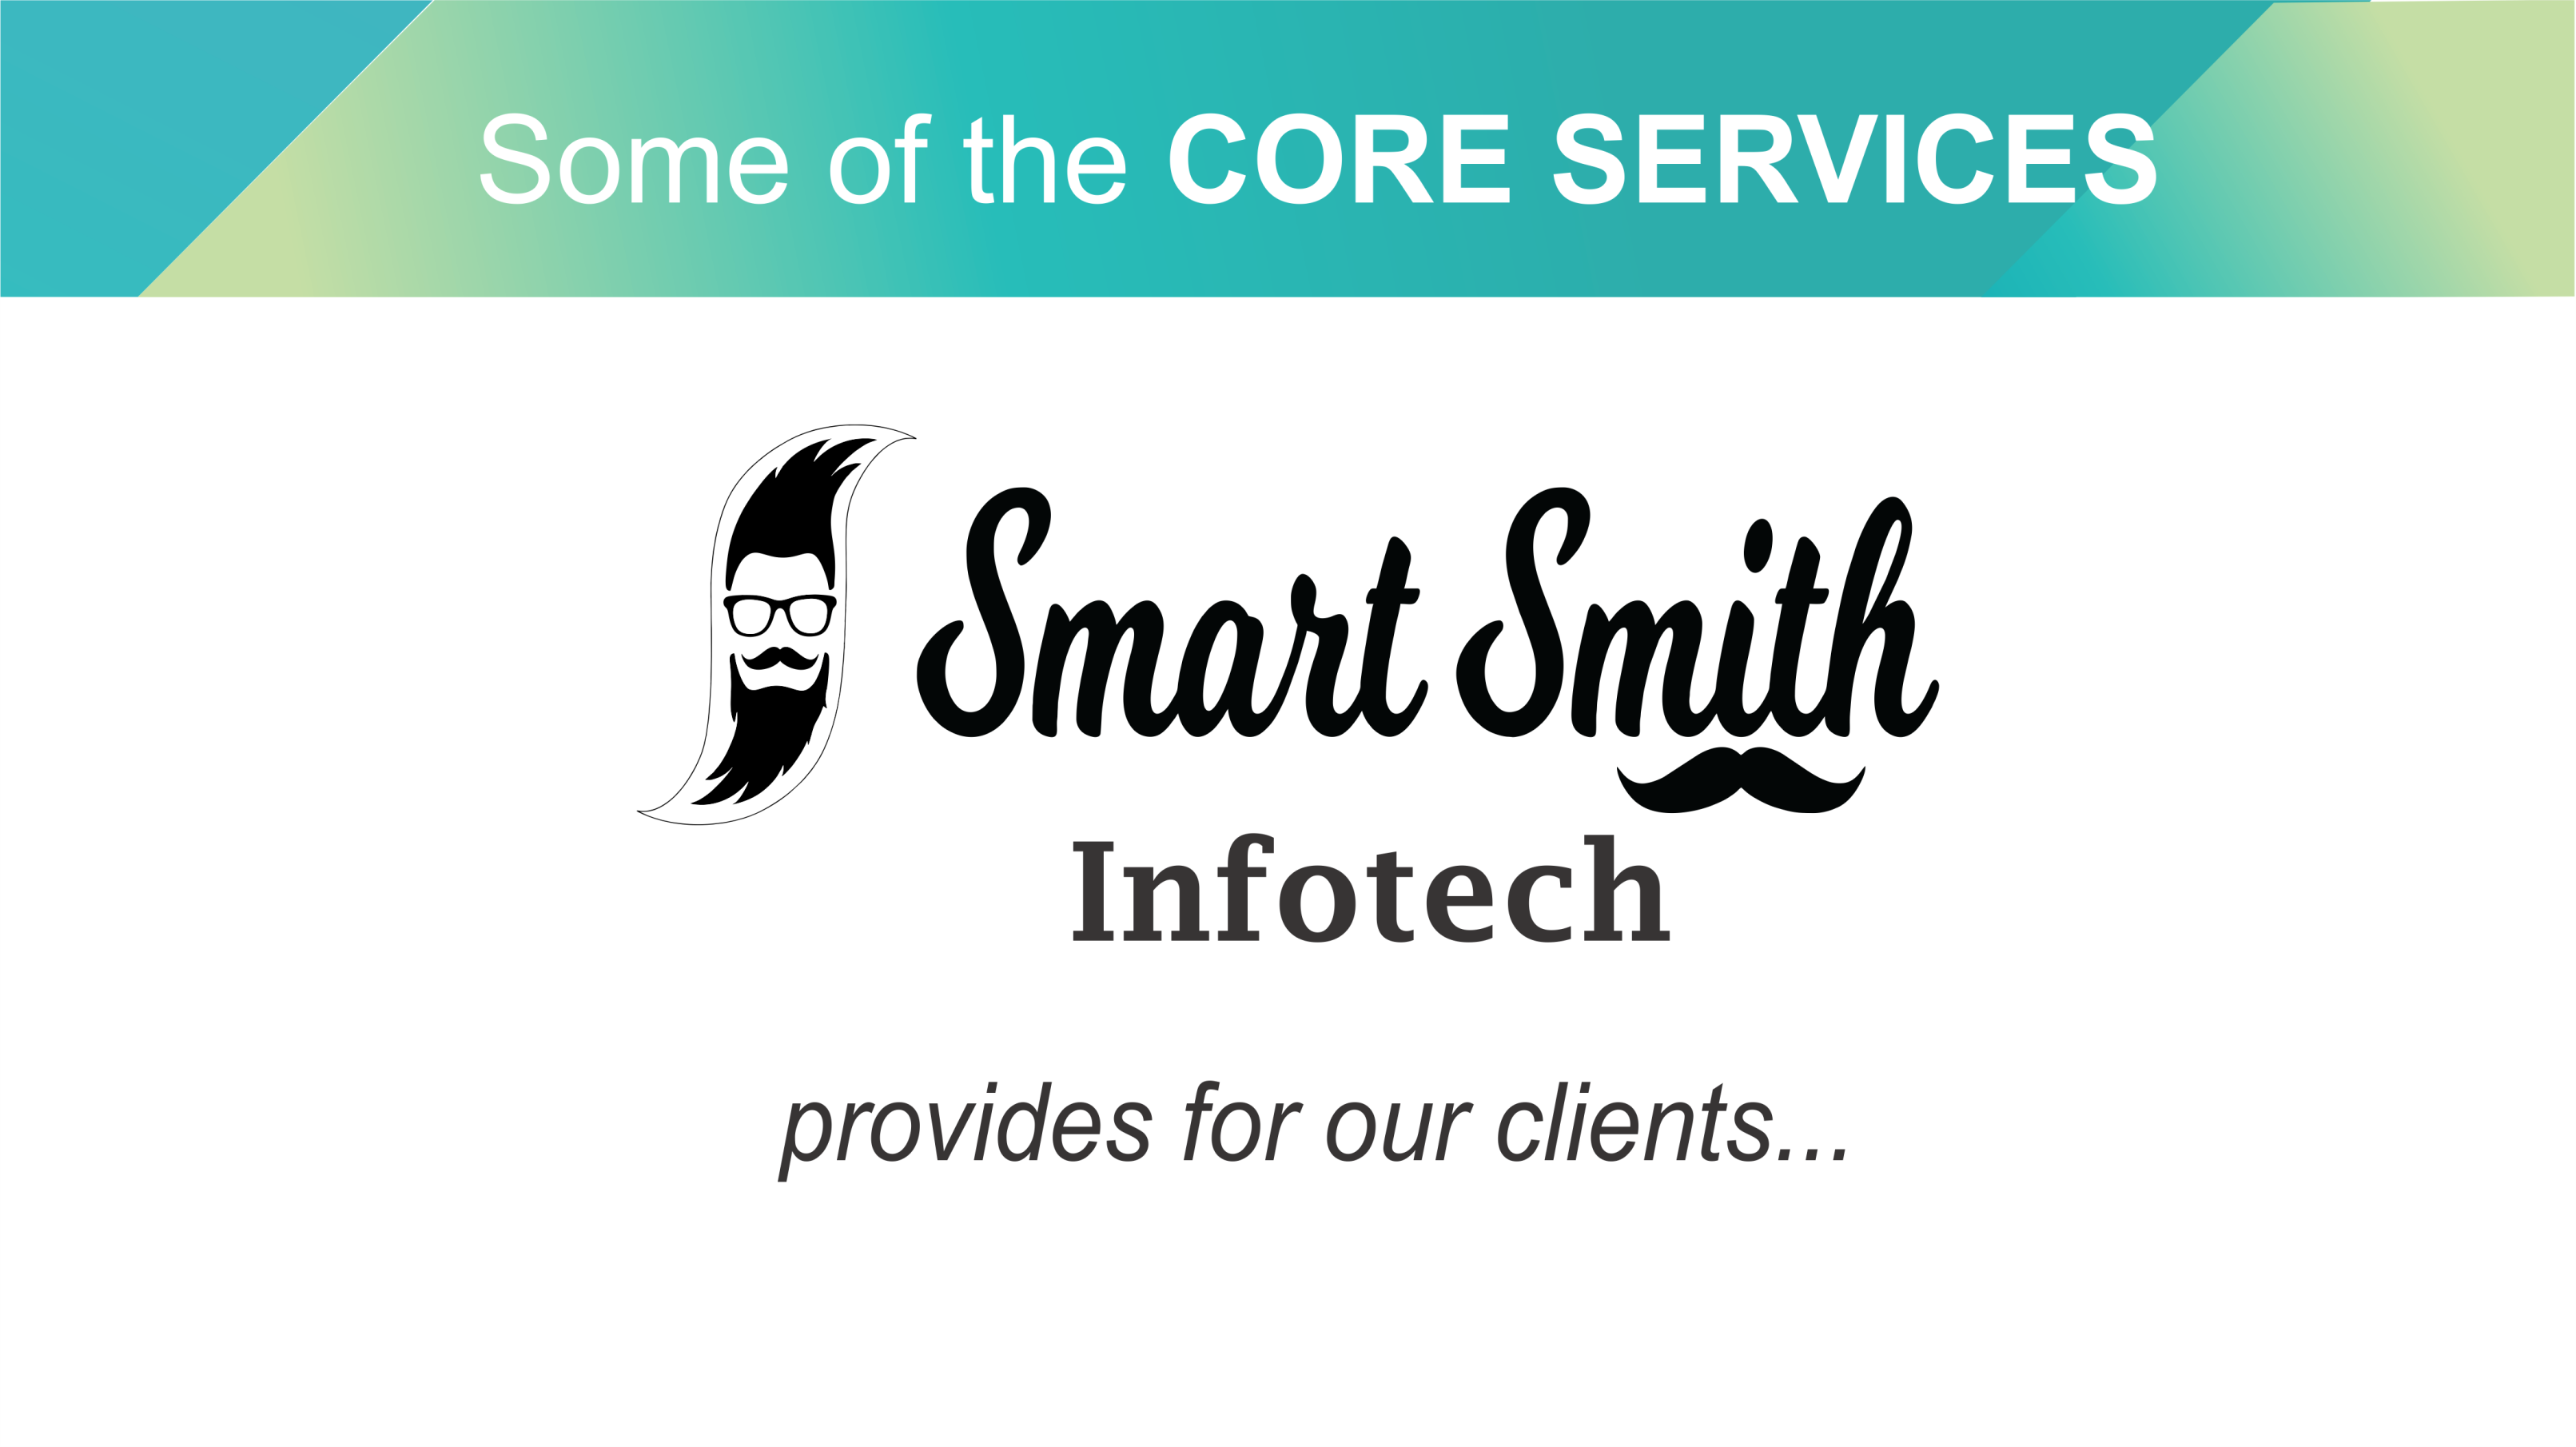 Some of the CORE SERVICES
Smart Smith
Infotech
provides for our clients...